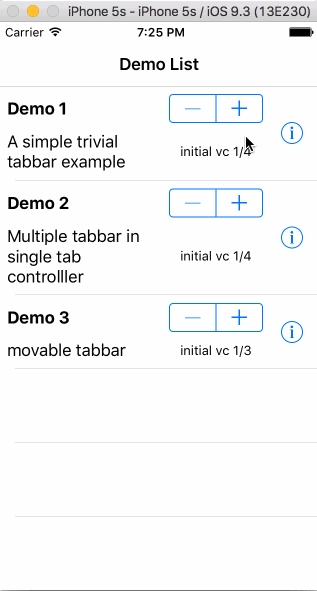 iPhone 5s - iPhone 5s / iOS 9.3 (13E230)
Carrier 7:25 PM
Demo List
Demo 1
A simple trivial
tabbar example
initial vc 1/4
Demo 2
Multiple tabbar in
single tab
controlller
initial vc 1/4
Demo 3
movable tabbar
initial vc 1/3